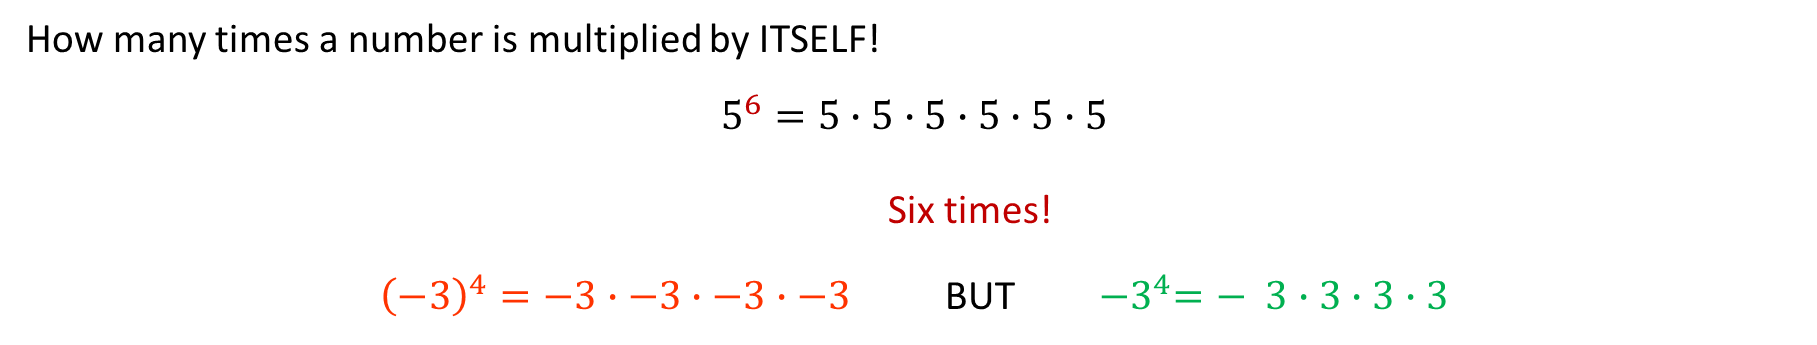 How many times a number is multiplied by ITSELF!
5⁶ = 5 · 5 · 5 · 5 · 5 · 5
Six times!
(−3)⁴ = −3 · −3 · −3 · −3 BUT −3⁴= − 3 · 3 · 3 · 3